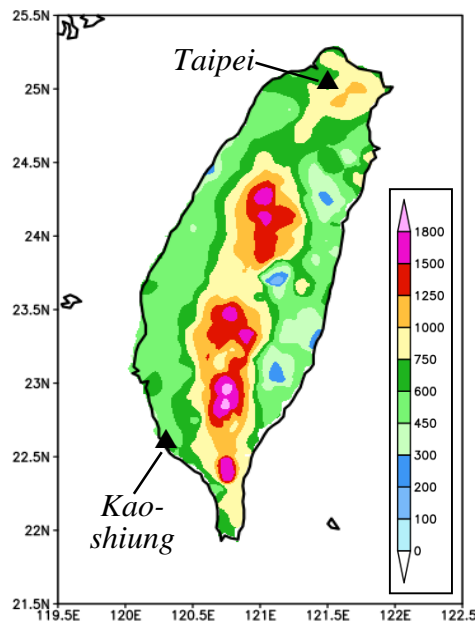 25.5N
Taipei
25N
24.5N
24N
23.5N
23N
22.5N
22N
21.5N
Kao-
shiung
1800
1500
1250
1000
750
600
450
300
200
100
0
119.5E 120E 120.5E 121E 121.5E 122E 122.5E